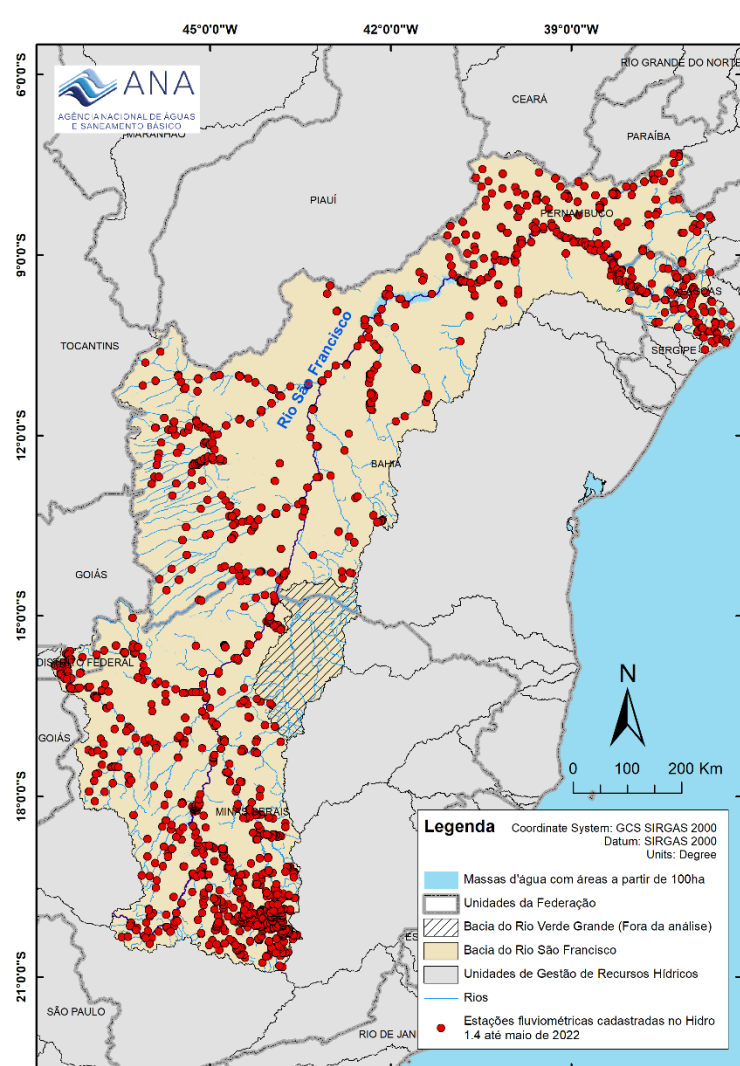 45°0'0"W
42°0'0"W
39°0'0"W
6°0'0"S
9°0'0"S
12°0'0"S
15°0'0"S
18°0'0"S
21°0'0"S
ANA
AGÊNCIA NACIONAL DE ÁGUAS
E SANEAMENTO BÁSICO
MARANHÃO
RIO GRANDE DO NORTE
CEARÁ
PARAÍBA
PIAUÍ
PERNAMBUCO
ALAGOAS
SERGIPE
TOCANTINS
Rio São Francisco
BAHIA
GOIÁS
DISTRITO FEDERAL
GOIÁS
MINAS GERAIS
SÃO PAULO
RIO DE JAN
ES
N
0 100 200 Km
Legenda
Coordinate System: GCS SIRGAS 2000
Datum: SIRGAS 2000
Units: Degree
Massas d'água com áreas a partir de 100ha
Unidades da Federação
Bacia do Rio Verde Grande (Fora da análise)
Bacia do Rio São Francisco
Unidades de Gestão de Recursos Hídricos
Rios
Estações fluviométricas cadastradas no Hidro
1.4 até maio de 2022